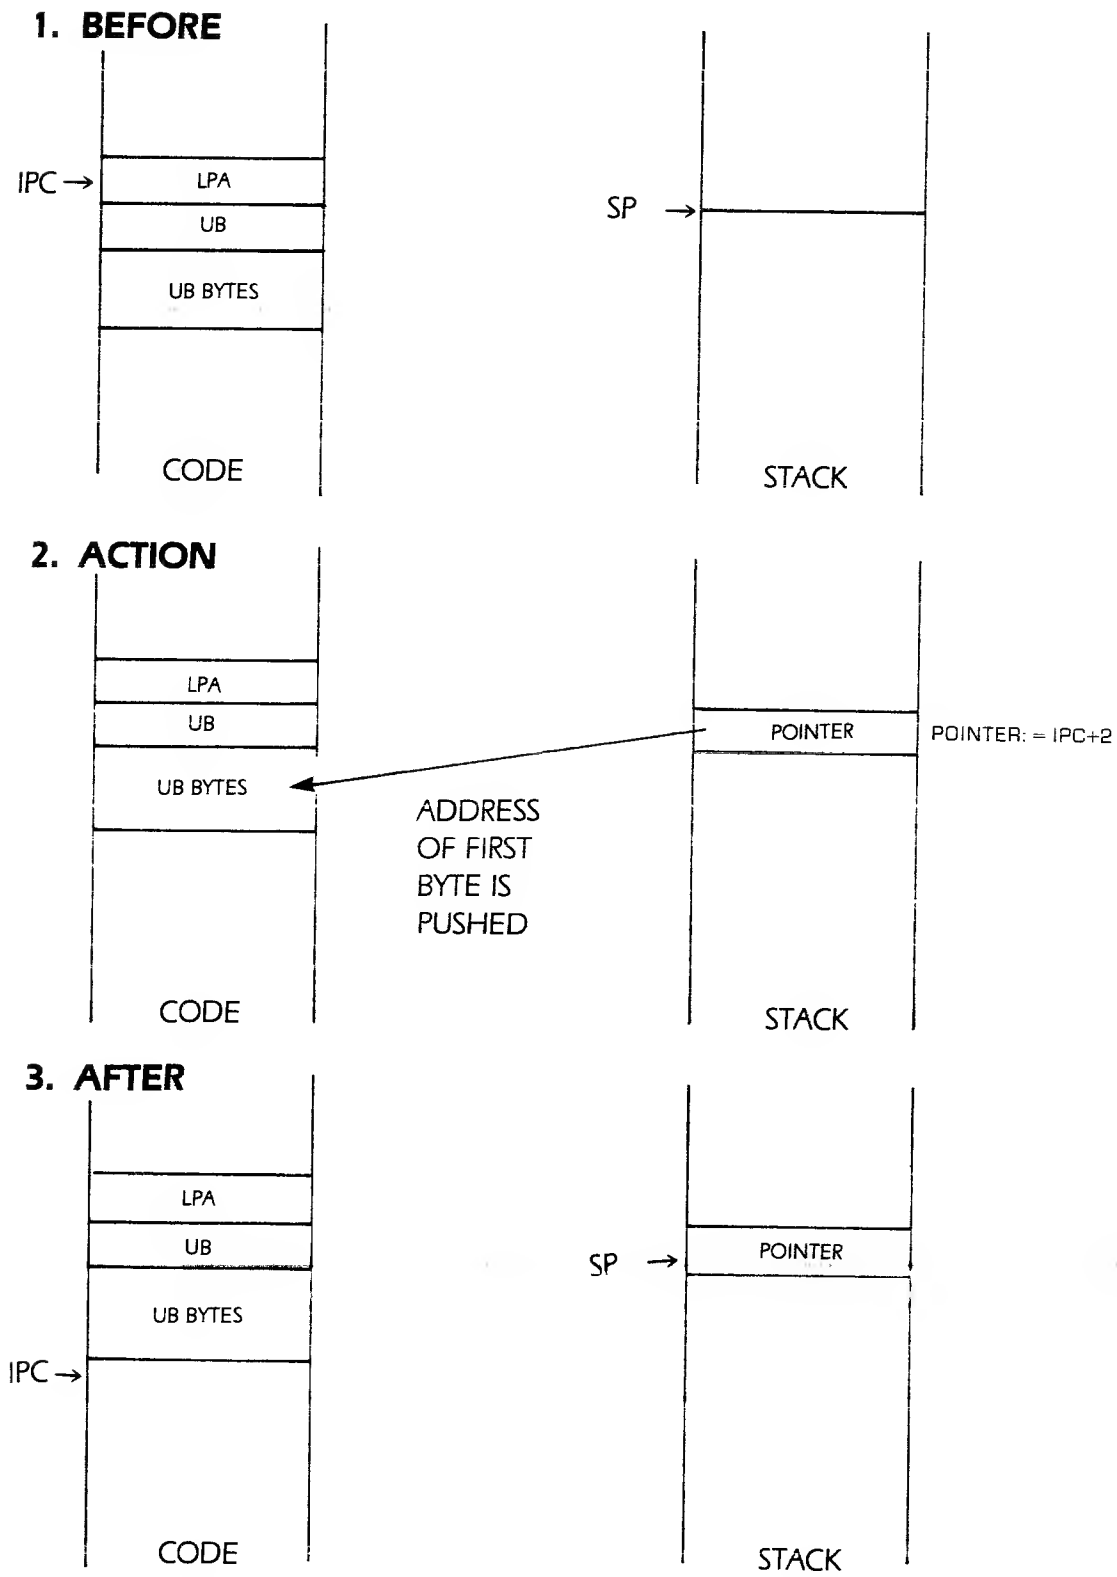 1. BEFORE
IPC → LPA
UB
UB BYTES
SP →
CODE
STACK
2. ACTION
LPA
UB
UB BYTES
POINTER
POINTER: = IPC+2
ADDRESS
OF FIRST
BYTE IS
PUSHED
CODE
STACK
3. AFTER
LPA
UB
UB BYTES
IPC →
SP → POINTER
CODE
STACK